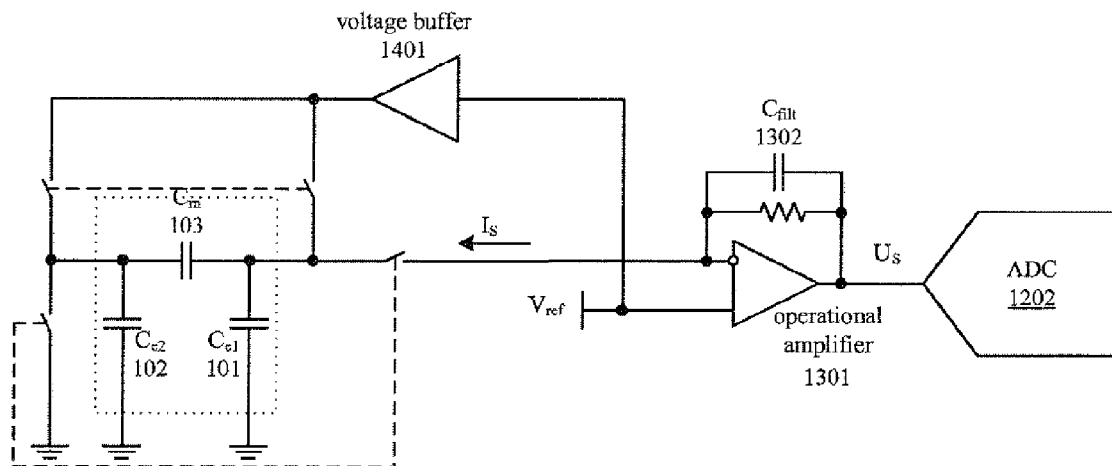 voltage buffer
1401
C_filt
1302
C_m
103
I_S
U_S
ADC
1202
V_ref
C_e2
102
C_e1
101
operational
amplifier
1301